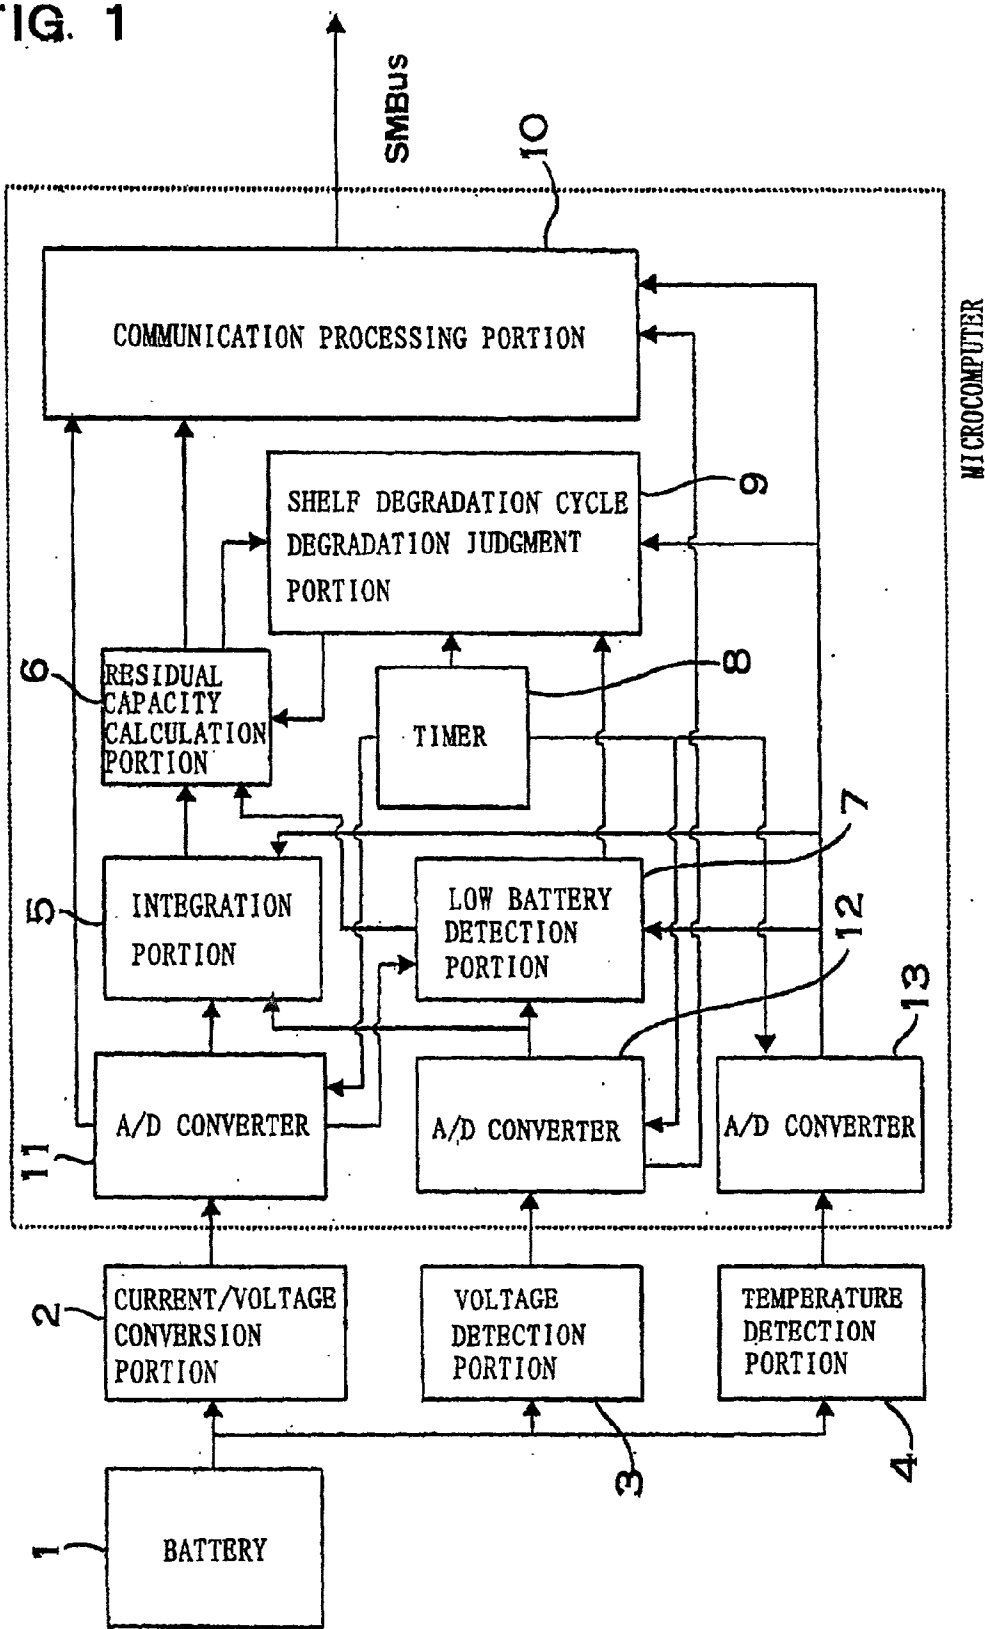 FIG. 1
SMBus
10
COMMUNICATION PROCESSING PORTION
MICROCOMPUTER
9
SHELF DEGRADATION CYCLE
DEGRADATION JUDGMENT
PORTION
6
RESIDUAL
CAPACITY
CALCULATION
PORTION
8
TIMER
7
5
INTEGRATION
PORTION
LOW BATTERY
DETECTION
PORTION
12
13
11
A/D CONVERTER
A/D CONVERTER
A/D CONVERTER
2
CURRENT/VOLTAGE
CONVERSION
PORTION
VOLTAGE
DETECTION
PORTION
TEMPERATURE
DETECTION
PORTION
3
4
1
BATTERY